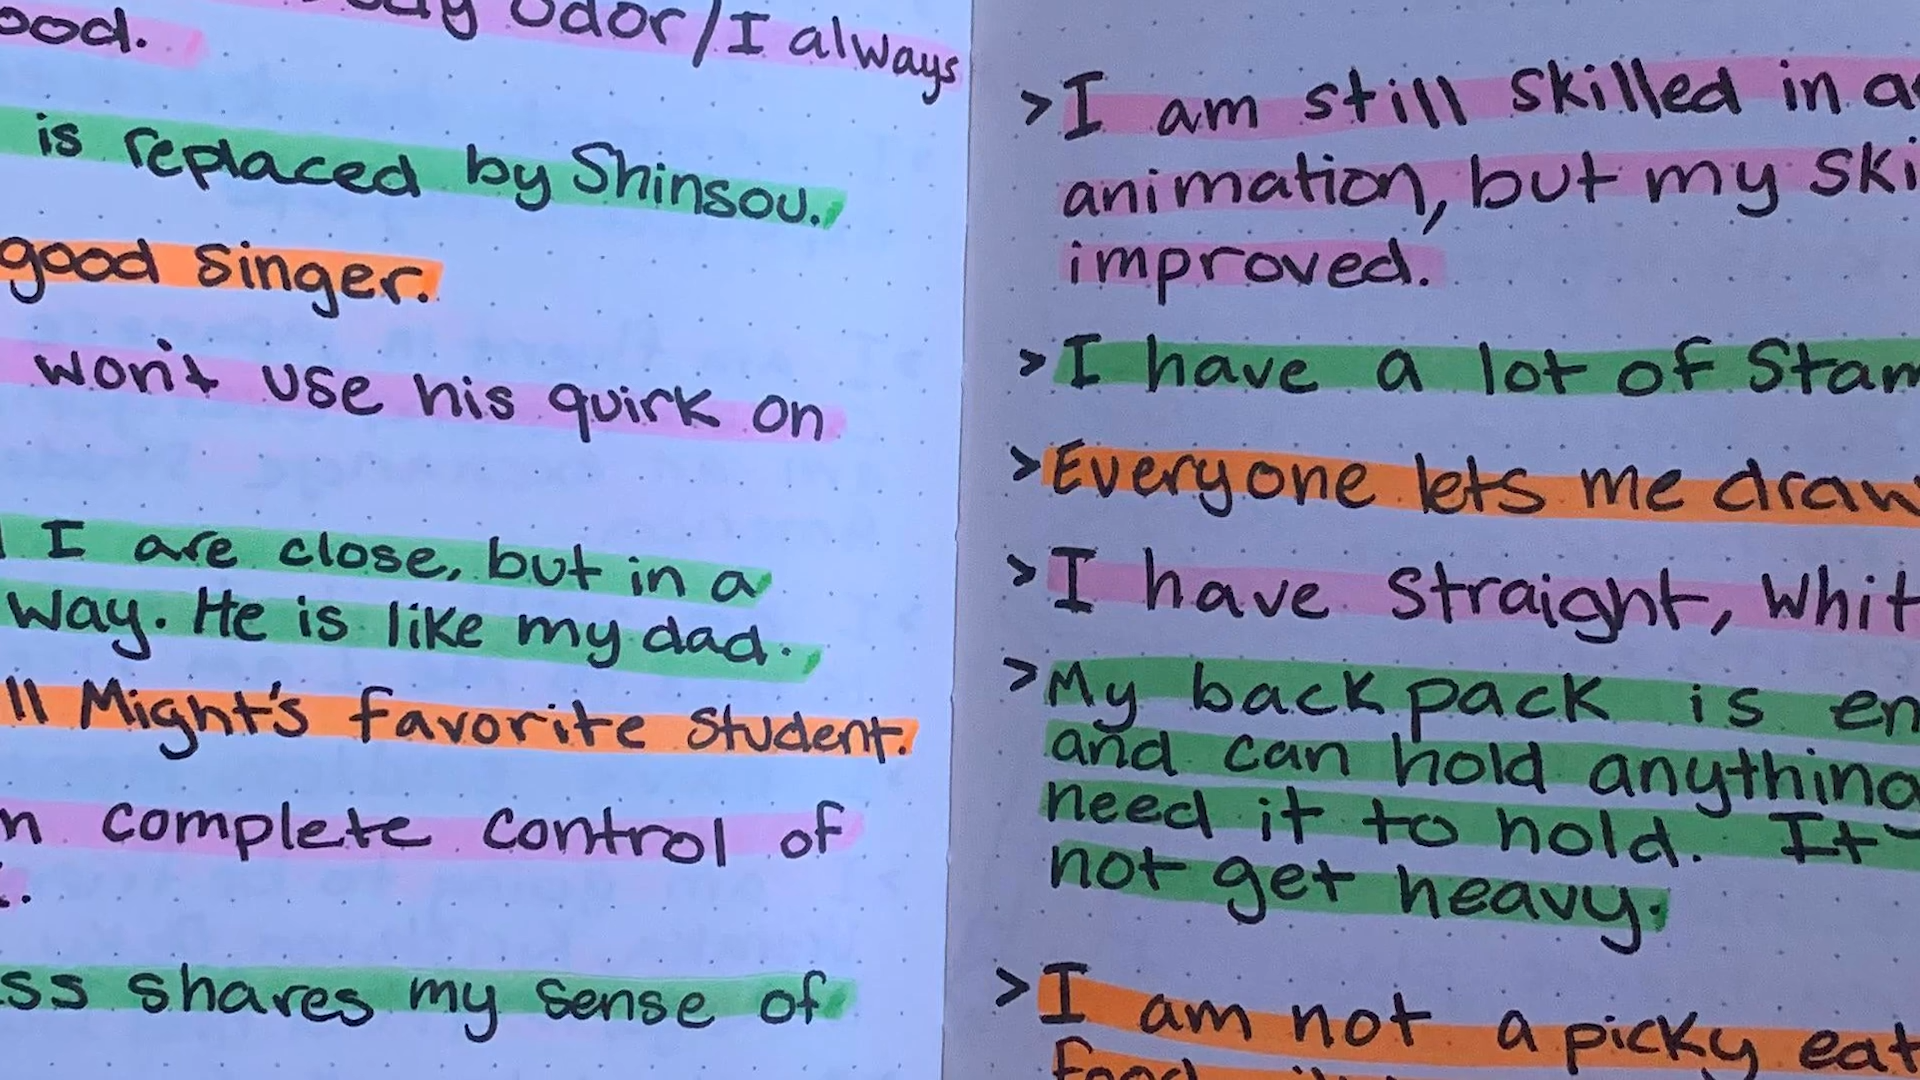 ood. Odor/I always
is replaced by Shinsou.
good singer.
won't use his quirk on
I are close, but in a
way. He is like my dad.
ll Might's favorite student.
n complete control of
ss shares my sense of
>I am still skilled in a
animation, but my ski
improved.
>I have a lot of Stam
>Everyone lets me draw
>I have straight, Whit
>My backpack is en
and can hold anything
need it to hold. It
not get heavy.
>I am not a picky eat